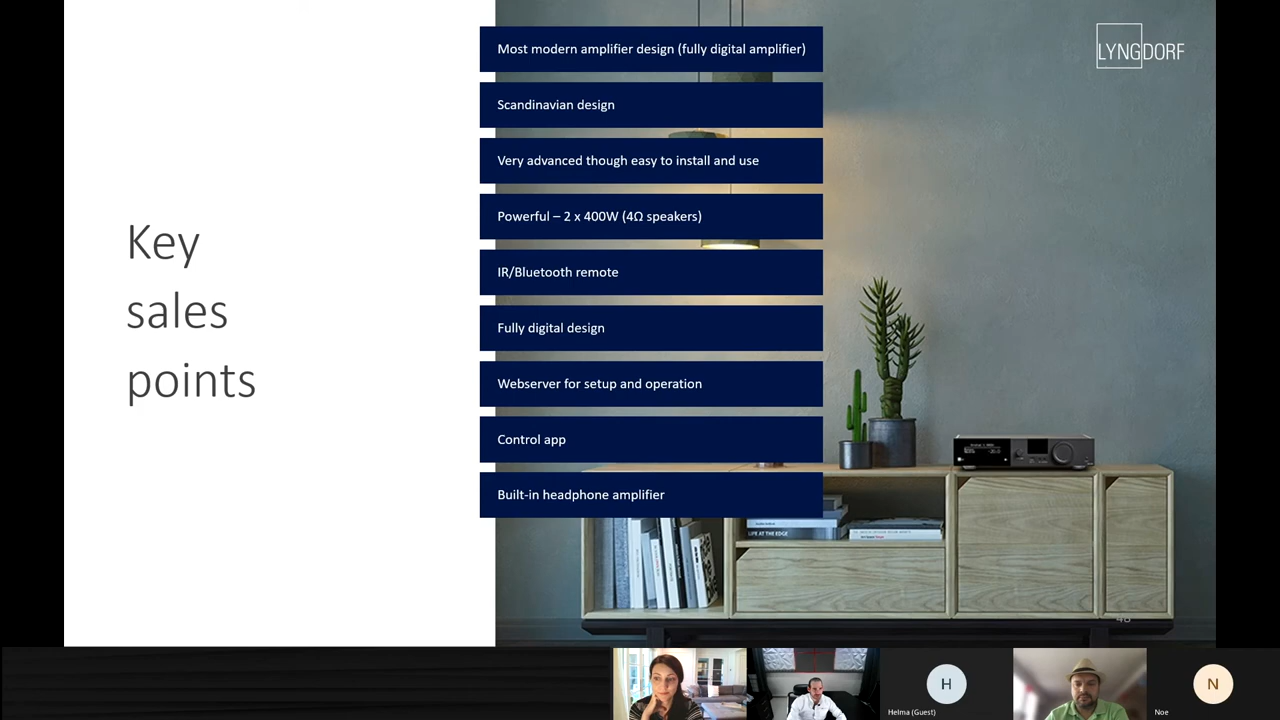 Key
sales
points
Most modern amplifier design (fully digital amplifier)
Scandinavian design
Very advanced though easy to install and use
Powerful – 2 x 400W (4Ω speakers)
IR/Bluetooth remote
Fully digital design
Webserver for setup and operation
Control app
Built-in headphone amplifier
LYNGDORF
LIFE AT THE EDGE
H
Helma (Guest)
N
Noe